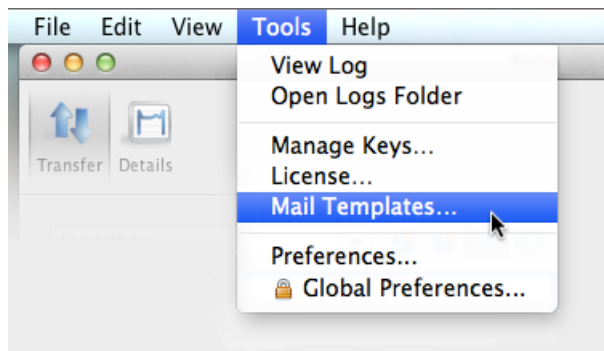 File Edit View Tools Help
View Log
Open Logs Folder
Manage Keys...
License...
Mail Templates...
Preferences...
Global Preferences...
Transfer Details